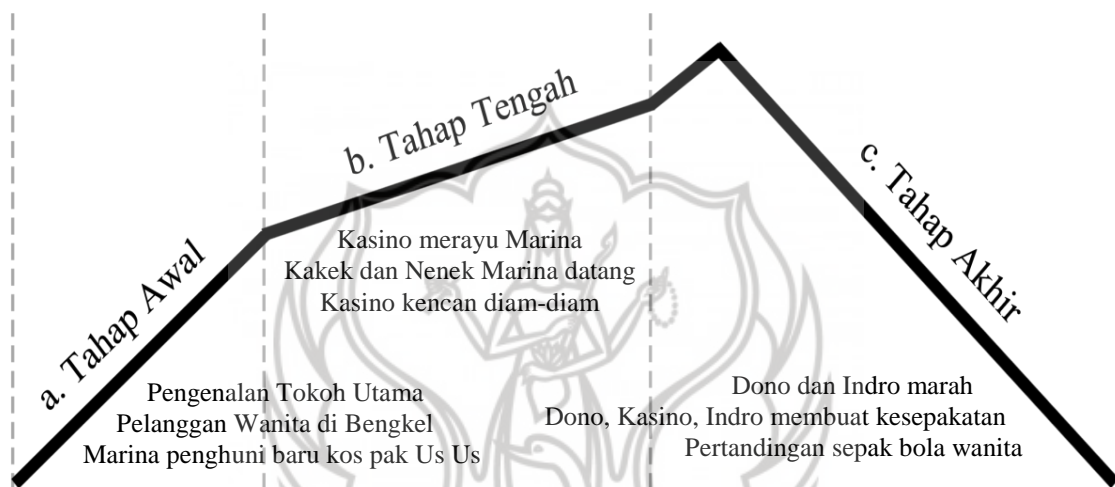 a. Tahap Awal
Pengenalan Tokoh Utama
Pelanggan Wanita di Bengkel
Marina penghuni baru kos pak Us Us
b. Tahap Tengah
Kasino merayu Marina
Kakek dan Nenek Marina datang
Kasino kencan diam-diam
c. Tahap Akhir
Dono dan Indro marah
Dono, Kasino, Indro membuat kesepakatan
Pertandingan sepak bola wanita